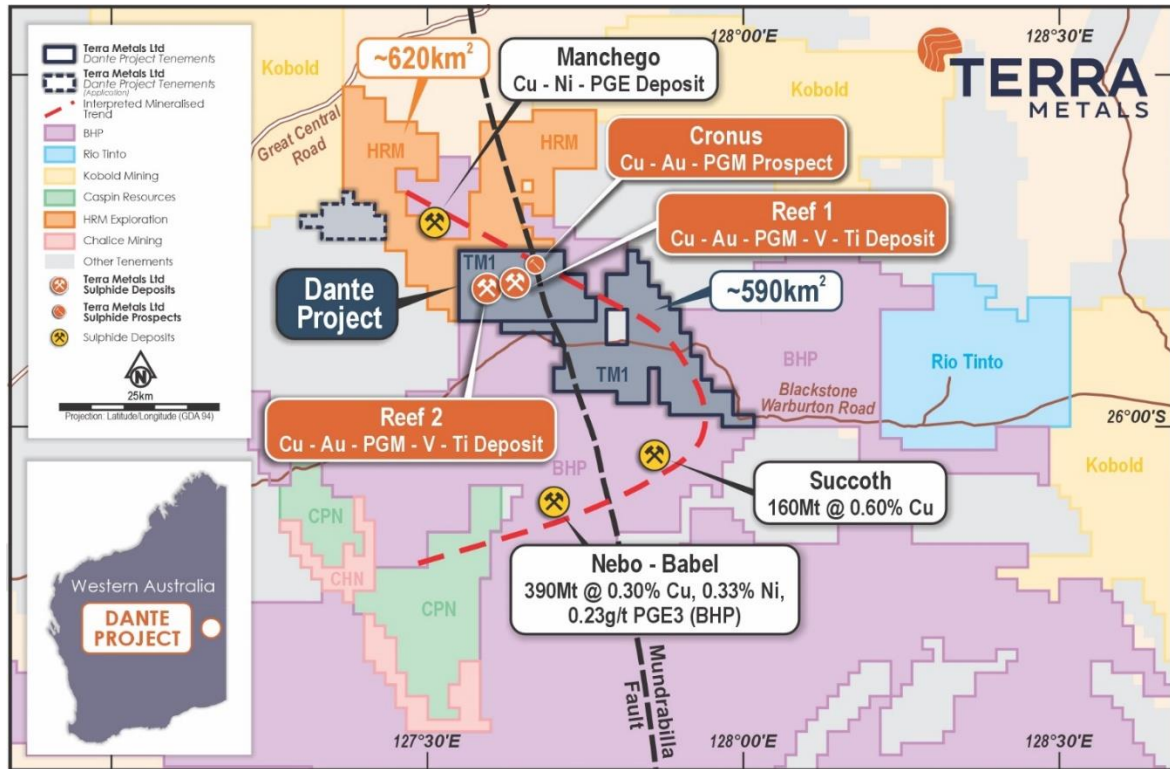 127°30'E
128°00'E
128°30'E
TERRA
METALS
Terra Metals Ltd
Dante Project Tenements
Terra Metals Ltd
Dante Project Tenements
(Application)
Interpreted Mineralised
Trend
BHP
Rio Tinto
Kobold Mining
Caspin Resources
HRM Exploration
Chalice Mining
Other Tenements
Terra Metals Ltd
Sulphide Deposits
Terra Metals Ltd
Sulphide Prospects
Sulphide Deposits
N
25km
Projection: Latitude/Longitude (GDA 94)
Kobold
~620km²
Manchego
Cu - Ni - PGE Deposit
Kobold
Great Central
Road
HRM
HRM
Cronus
Cu - Au - PGM Prospect
Reef 1
Cu - Au - PGM - V - Ti Deposit
TM1
Dante
Project
~590km²
BHP
Rio Tinto
TM1
Blackstone
Warburton Road
26°00'S
Reef 2
Cu - Au - PGM - V - Ti Deposit
BHP
Kobold
Succoth
160Mt @ 0.60% Cu
CPN
CHN
CPN
Nebo - Babel
390Mt @ 0.30% Cu, 0.33% Ni,
0.23g/t PGE3 (BHP)
Western Australia
DANTE
PROJECT
Mundrabilla
Fault
127°30'E
128°00'E
128°30'E